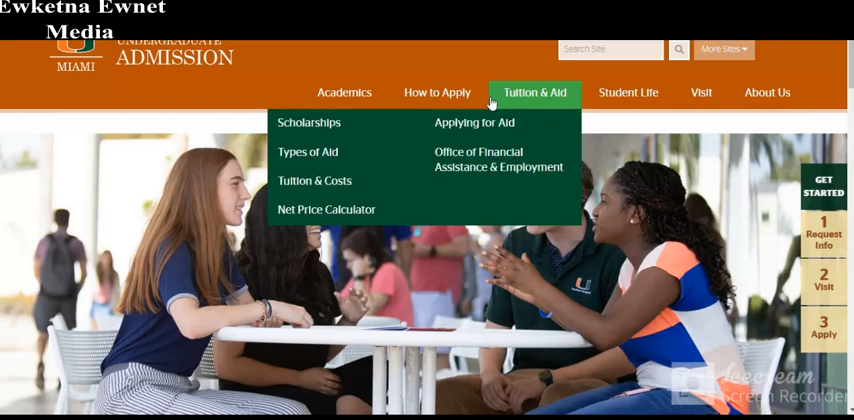 Ewketna Ewnet
Media
U
MIAMI
UNDERGRADUATE
ADMISSION
Search Site
More Sites
Academics
How to Apply
Tuition & Aid
Student Life
Visit
About Us
Scholarships
Types of Aid
Tuition & Costs
Net Price Calculator
Applying for Aid
Office of Financial
Assistance & Employment
GET
STARTED
1
Request
Info
2
Visit
3
Apply
Icecream
Screen Recorder